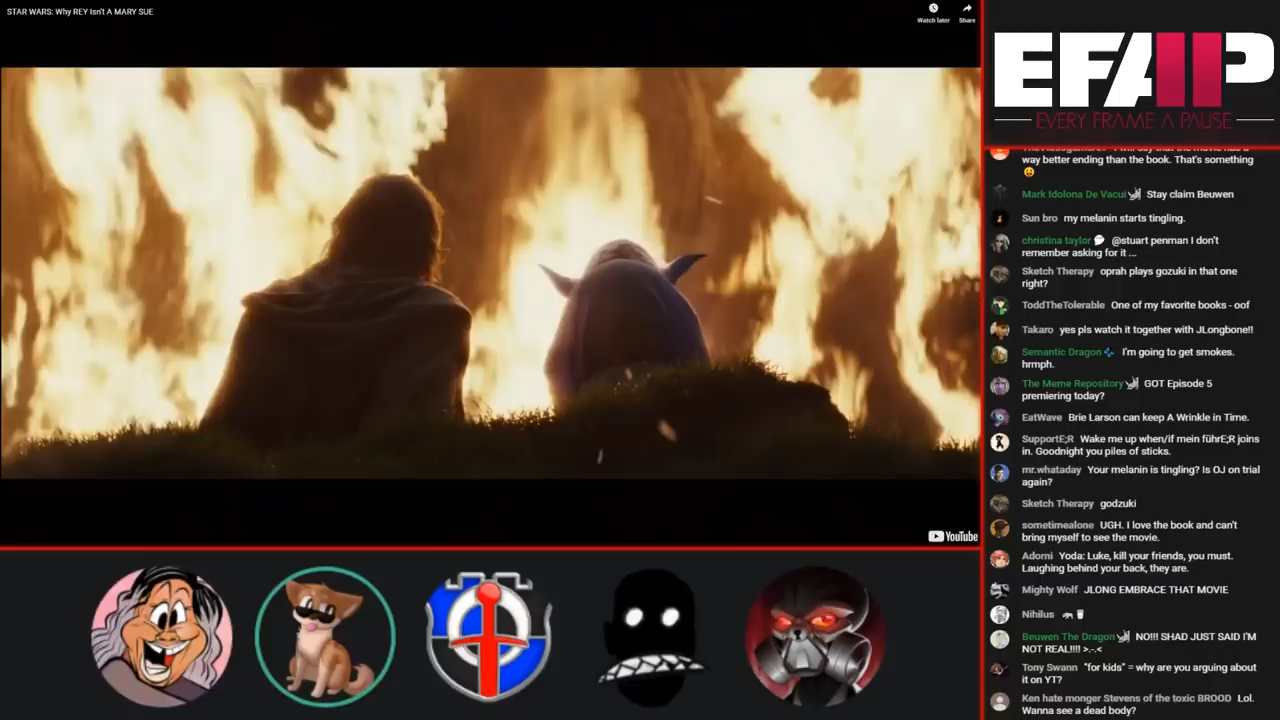 STAR WARS: Why REY Isn't A MARY SUE
Watch later
Share
YouTube
EFAP
EVERY FRAME A PAUSE
way better ending than the book. That's something
Mark Idolona De Vacui Stay claim Beuwen
Sun bro my melanin starts tingling.
christina taylor @stuart penman I don't
remember asking for it ...
Sketch Therapy oprah plays gozuki in that one
right?
ToddTheTolerable One of my favorite books - oof
Takaro yes pls watch it together with JLongbone!!
Semantic Dragon I'm going to get smokes.
hrmph.
The Meme Repository GOT Episode 5
premiering today?
EatWave Brie Larson can keep A Wrinkle in Time.
SupportE;R Wake me up when/if mein führE;R joins
in. Goodnight you piles of sticks.
mr.whataday Your melanin is tingling? Is OJ on trial
again?
Sketch Therapy godzuki
sometimealone UGH. I love the book and can't
bring myself to see the movie.
Adorni Yoda: Luke, kill your friends, you must.
Laughing behind your back, they are.
Mighty Wolf JLONG EMBRACE THAT MOVIE
Nihilus
Beuwen The Dragon NO!!! SHAD JUST SAID I'M
NOT REAL!!!! >.-.<
Tony Swann "for kids" = why are you arguing about
it on YT?
Ken hate monger Stevens of the toxic BROOD Lol.
Wanna see a dead body?